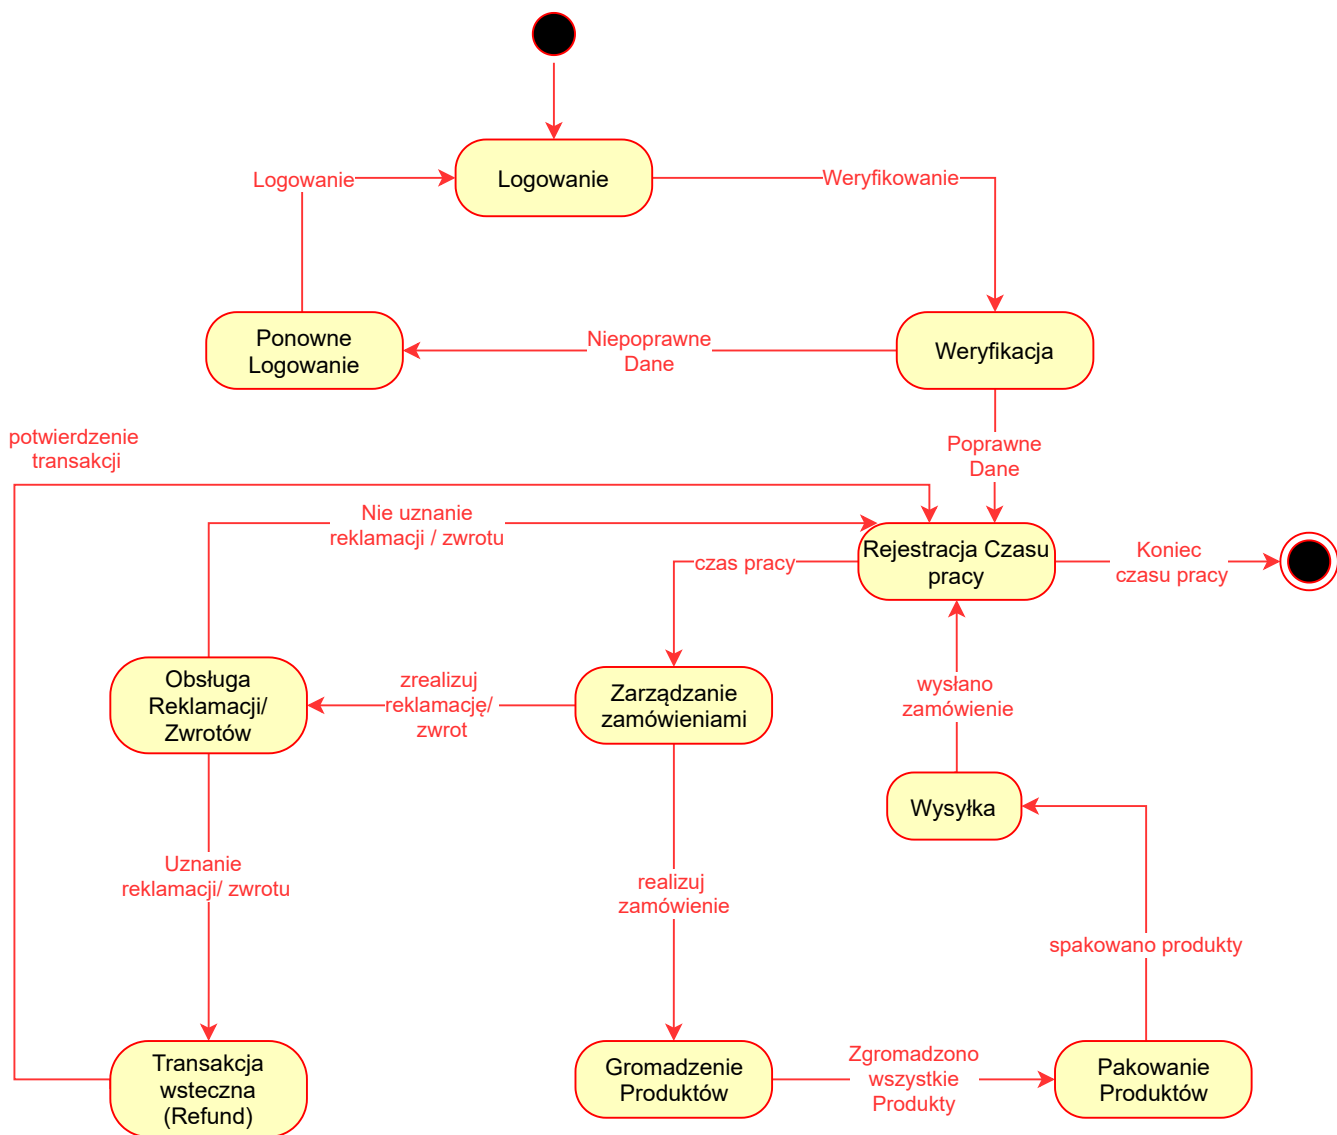 Logowanie
Logowanie
Weryfikowanie
Ponowne
Logowanie
Niepoprawne
Dane
Weryfikacja
potwierdzenie
transakcji
Poprawne
Dane
Nie uznanie
reklamacji / zwrotu
Rejestracja Czasu
pracy
czas pracy
Koniec
czasu pracy
Obsługa
Reklamacji/
Zwrotów
zrealizuj
reklamację/
zwrot
Zarządzanie
zamówieniami
wysłano
zamówienie
Wysyłka
Uznanie
reklamacji/ zwrotu
realizuj
zamówienie
spakowano produkty
Transakcja
wsteczna
(Refund)
Gromadzenie
Produktów
Zgromadzono
wszystkie
Produkty
Pakowanie
Produktów